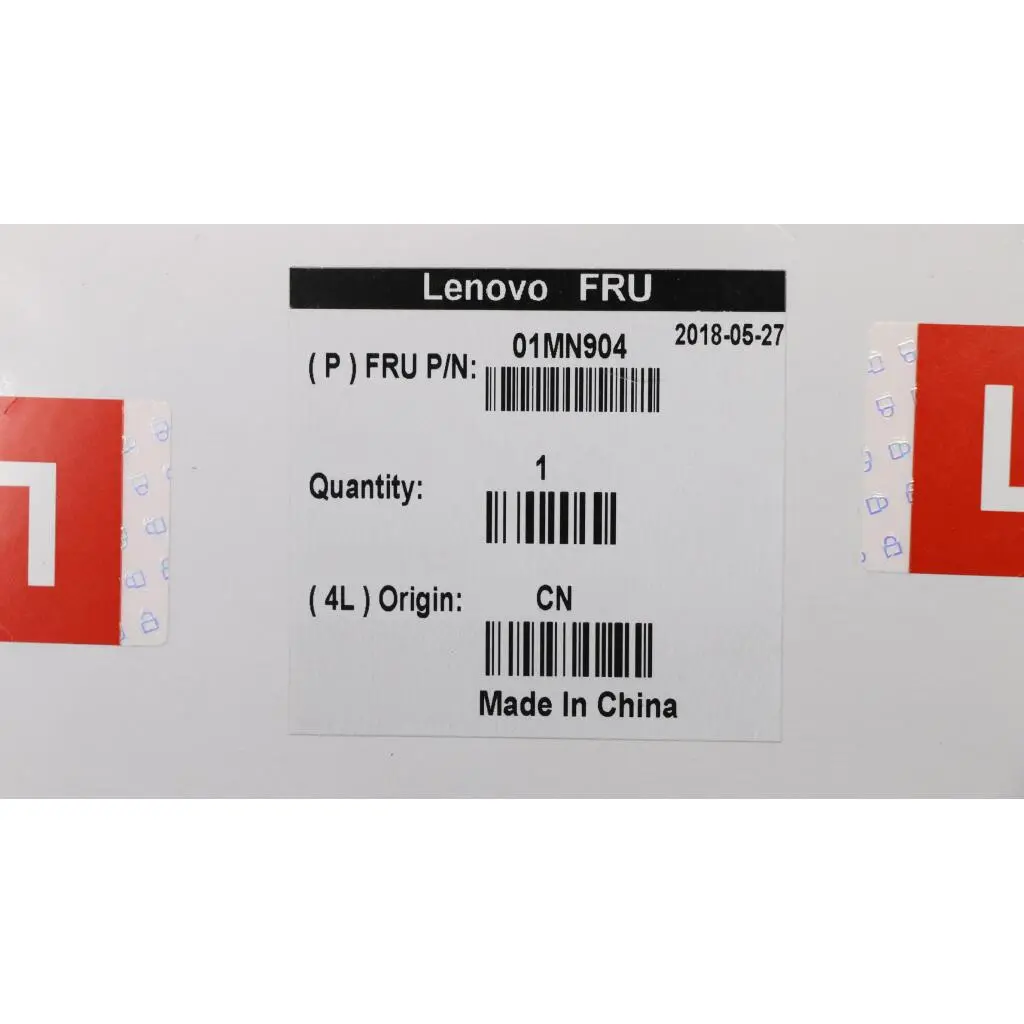 Lenovo FRU
2018-05-27
01MN904
( P ) FRU P/N:
1
Quantity:
( 4L ) Origin: CN
Made In China